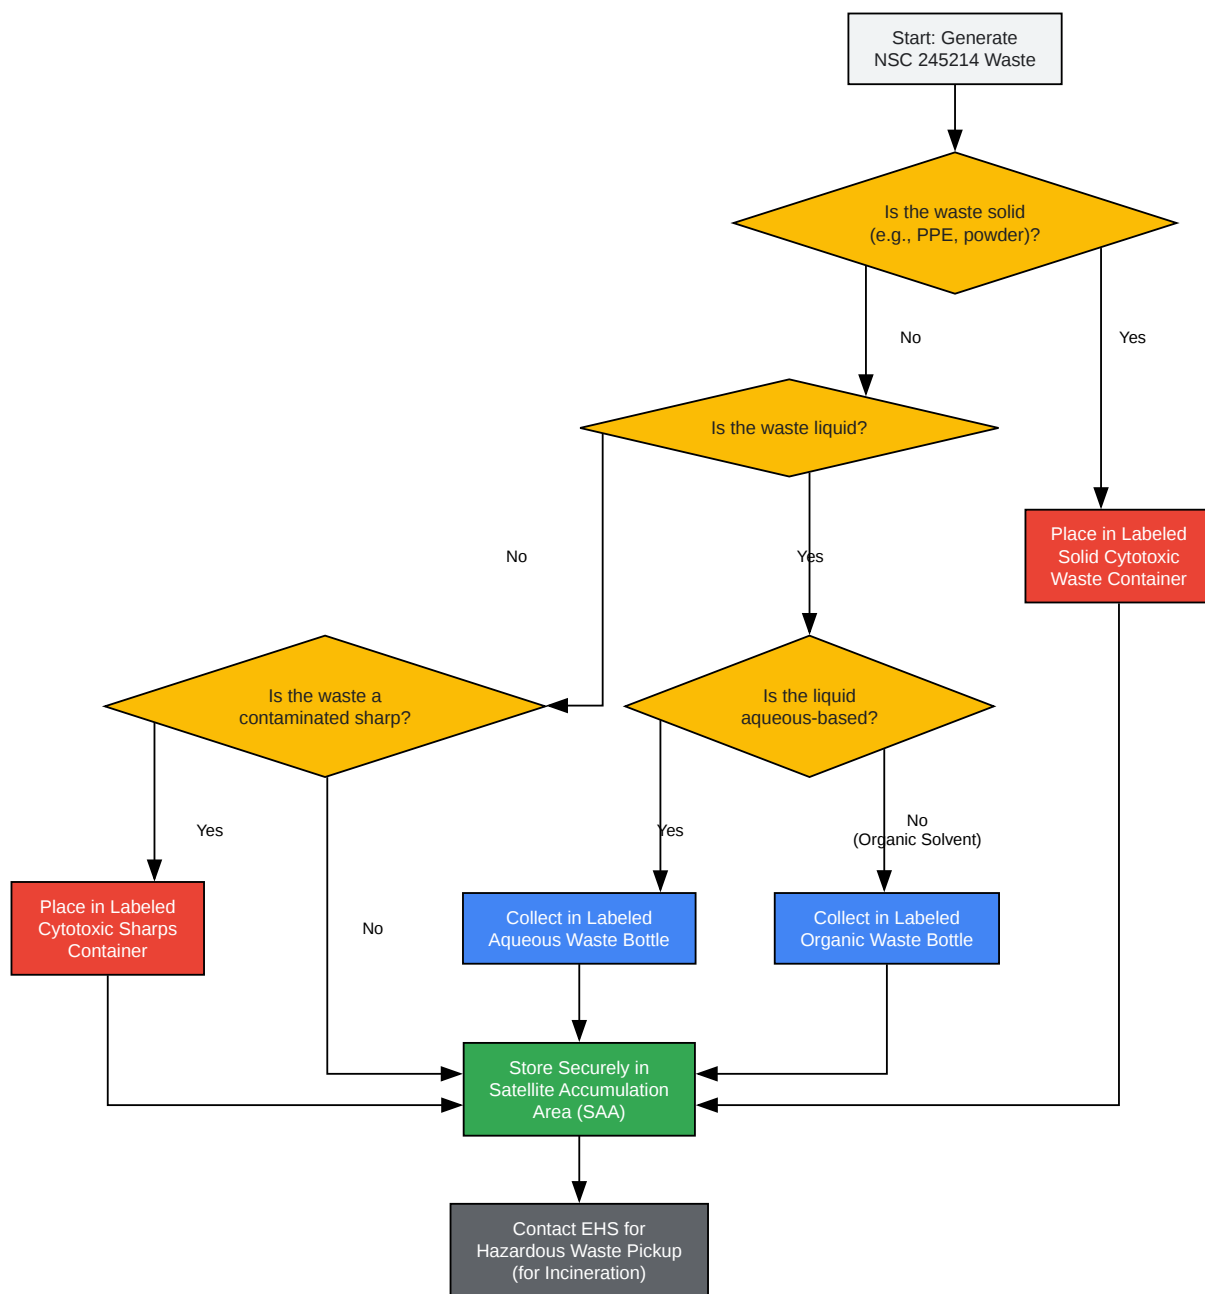 Start: Generate
NSC 245214 Waste
Is the waste solid
(e.g., PPE, powder)?
No
Yes
Is the waste liquid?
Place in Labeled
Solid Cytotoxic
Waste Container
No
Yes
Is the waste a
contaminated sharp?
Is the liquid
aqueous-based?
Yes
Yes
No
(Organic Solvent)
Place in Labeled
Cytotoxic Sharps
Container
No
Collect in Labeled
Aqueous Waste Bottle
Collect in Labeled
Organic Waste Bottle
Store Securely in
Satellite Accumulation
Area (SAA)
Contact EHS for
Hazardous Waste Pickup
(for Incineration)